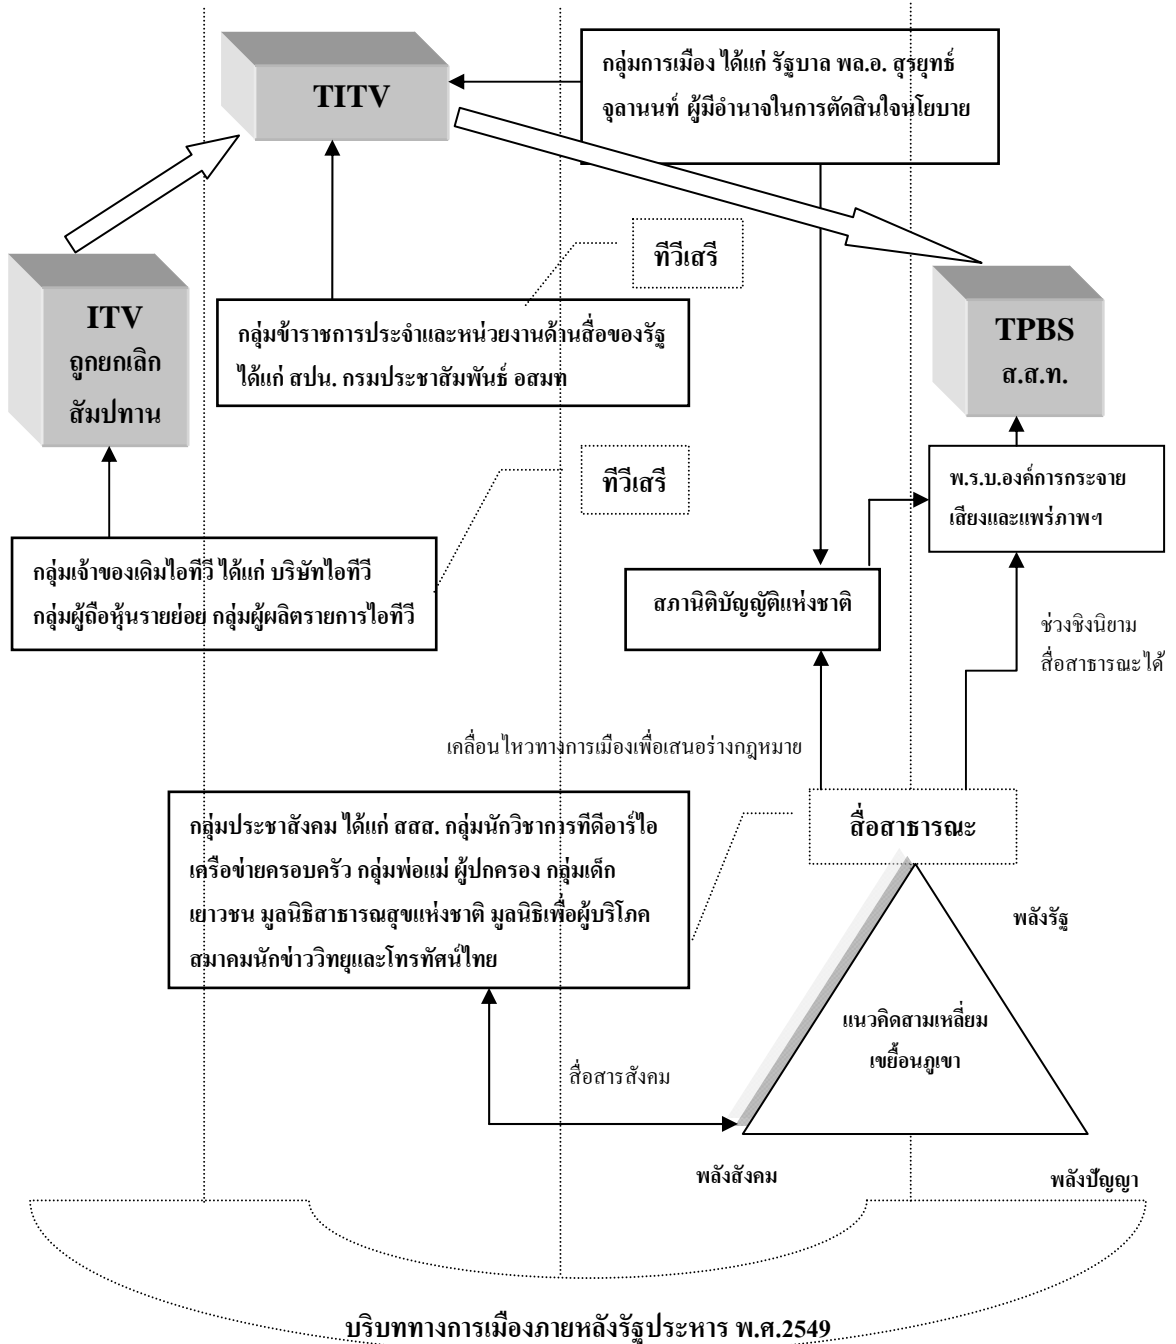 TITV
กลุ่มการเมือง ได้แก่ รัฐบาล พล.อ. สุรยุทธ์
จุลานนท์ ผู้มีอำนาจในการตัดสินใจนโยบาย
ทีวีเสรี
ITV
ถูกยกเลิก
สัมปทาน
กลุ่มข้าราชการประจำและหน่วยงานด้านสื่อของรัฐ
ได้แก่ สปน. กรมประชาสัมพันธ์ อสมท
TPBS
ส.ส.ท.
ทีวีเสรี
พ.ร.บ.องค์การกระจาย
เสียงและแพร่ภาพฯ
กลุ่มเจ้าของเดิมไอทีวี ได้แก่ บริษัทไอทีวี
กลุ่มผู้ถือหุ้นรายย่อย กลุ่มผู้ผลิตรายการไอทีวี
สภานิติบัญญัติแห่งชาติ
ช่วงชิงนิยาม
สื่อสาธารณะได้
เคลื่อนไหวทางการเมืองเพื่อเสนอร่างกฎหมาย
กลุ่มประชาสังคม ได้แก่ สสส. กลุ่มนักวิชาการทีดีอาร์ไอ
เครือข่ายครอบครัว กลุ่มพ่อแม่ ผู้ปกครอง กลุ่มเด็ก
เยาวชน มูลนิธิสาธารณสุขแห่งชาติ มูลนิธิเพื่อผู้บริโภค
สมาคมนักข่าววิทยุและโทรทัศน์ไทย
สื่อสาธารณะ
พลังรัฐ
แนวคิดสามเหลี่ยม
เขยื้อนภูเขา
สื่อสารสังคม
พลังสังคม
พลังปัญญา
บริบททางการเมืองภายหลังรัฐประหาร พ.ศ.2549